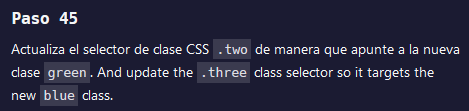 Paso 45
Actualiza el selector de clase CSS .two de manera que apunte a la nueva
clase green. And update the .three class selector so it targets the
new blue class.